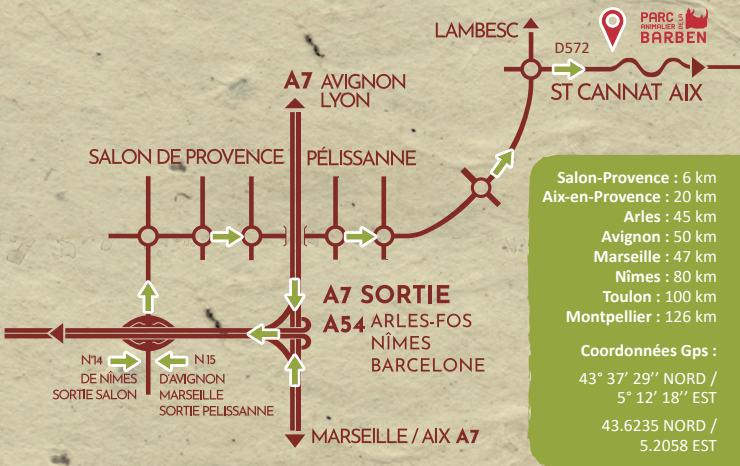 PARC
ANIMALIER DE LA
BARBEN
LAMBESC
D572
ST CANNAT AIX
A7 AVIGNON
LYON
SALON DE PROVENCE
PÉLISSANNE
A7 SORTIE
A54 ARLES-FOS
NÎMES
BARCELONE
N°14
DE NÎMES
SORTIE SALON
N 15
D'AVIGNON
MARSEILLE
SORTIE PELISSANNE
MARSEILLE / AIX A7
Salon-Provence : 6 km
Aix-en-Provence : 20 km
Arles : 45 km
Avignon : 50 km
Marseille : 47 km
Nîmes : 80 km
Toulon : 100 km
Montpellier : 126 km
Coordonnées Gps :
43° 37′ 29′′ NORD /
5° 12′ 18′′ EST
43.6235 NORD /
5.2058 EST